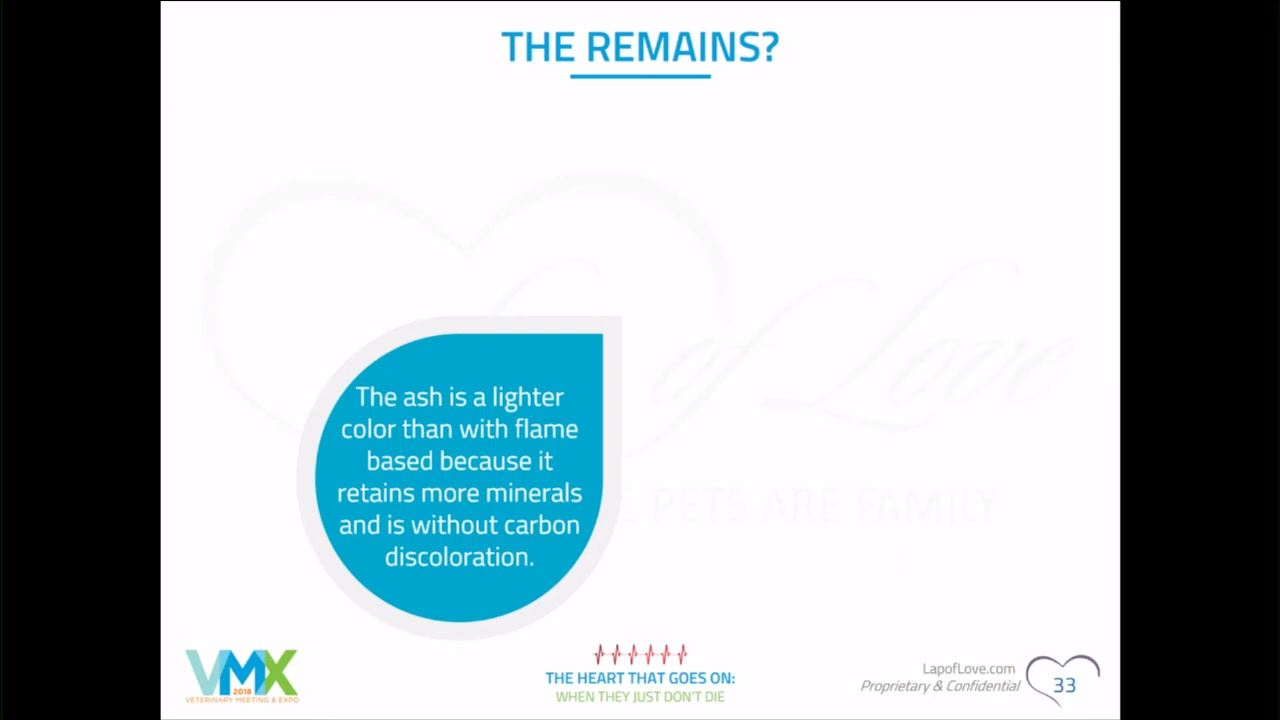 THE REMAINS?
of Love
E PETS ARE FAMILY
The ash is a lighter
color than with flame
based because it
retains more minerals
and is without carbon
discoloration.
VMX
2018
VETERINARY MEETING & EXPO
THE HEART THAT GOES ON:
WHEN THEY JUST DON'T DIE
LapofLove.com
Proprietary & Confidential
33